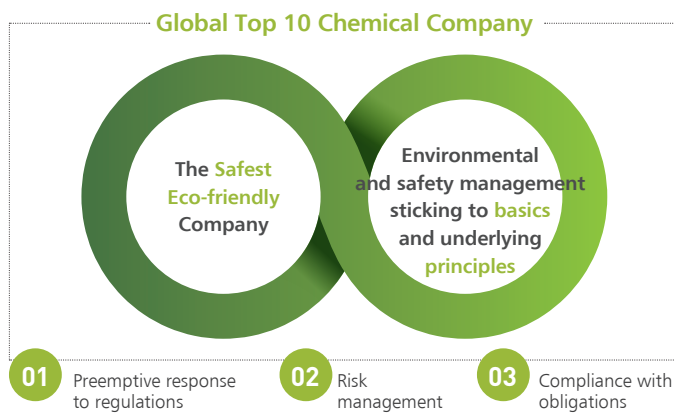 Global Top 10 Chemical Company
The Safest
Eco-friendly
Company
Environmental
and safety management
sticking to basics
and underlying
principles
01
Preemptive response
to regulations
02
Risk
management
03
Compliance with
obligations